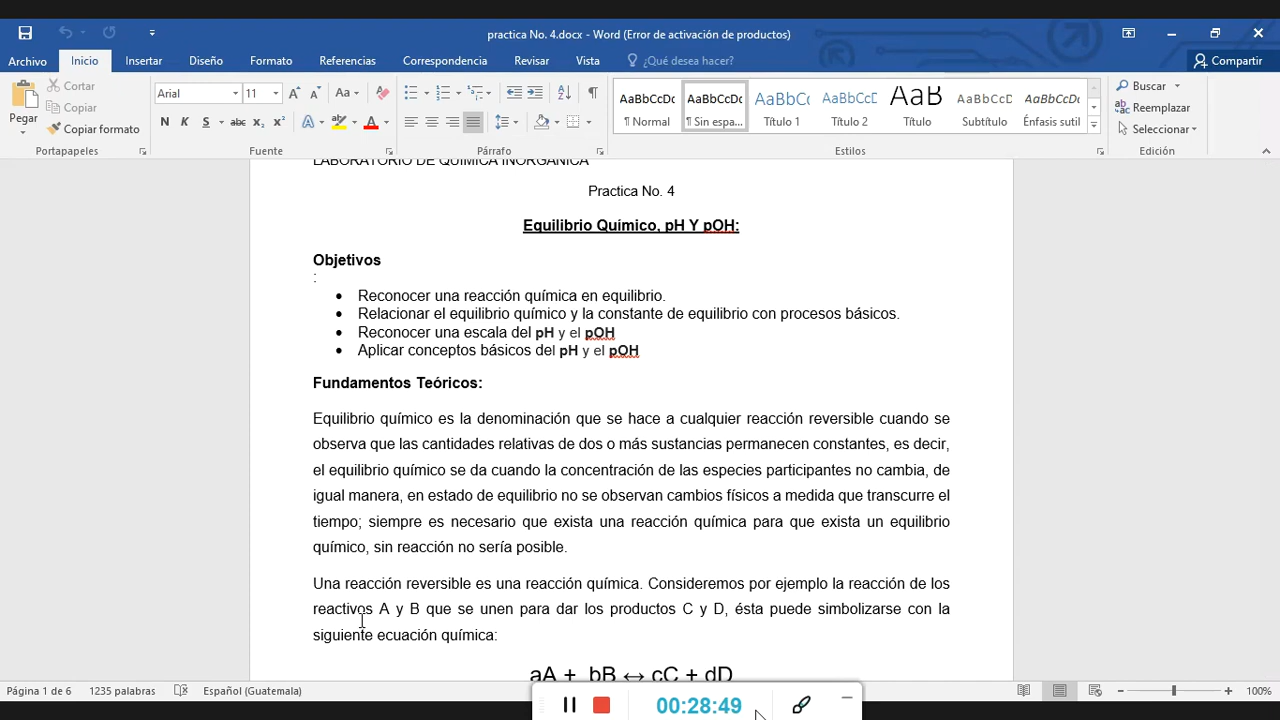 practica No. 4.docx - Word (Error de activación de productos)
Archivo Inicio Insertar Diseño Formato Referencias Correspondencia Revisar Vista ¿Qué desea hacer? Compartir
Pegar
Cortar
Copiar
Copiar formato
Portapapeles
Arial 11 Aa
N K S abc x₂ x² A A
Fuente
Párrafo
AaBbCcDc AaBbCcDc AaBbCc AaBbCcD AaB AaBbCcD AaBbCcDc
¶ Normal ¶ Sin espa... Título 1 Título 2 Título Subtítulo Énfasis sutil
Estilos
Buscar
Reemplazar
Seleccionar
Edición
LABORATORIO DE QUIMICA INORGANICA
Practica No. 4
Equilibrio Químico, pH Y pOH:
Objetivos
:
• Reconocer una reacción química en equilibrio.
• Relacionar el equilibrio químico y la constante de equilibrio con procesos básicos.
• Reconocer una escala del pH y el pOH
• Aplicar conceptos básicos del pH y el pOH
Fundamentos Teóricos:
Equilibrio químico es la denominación que se hace a cualquier reacción reversible cuando se
observa que las cantidades relativas de dos o más sustancias permanecen constantes, es decir,
el equilibrio químico se da cuando la concentración de las especies participantes no cambia, de
igual manera, en estado de equilibrio no se observan cambios físicos a medida que transcurre el
tiempo; siempre es necesario que exista una reacción química para que exista un equilibrio
químico, sin reacción no sería posible.
Una reacción reversible es una reacción química. Consideremos por ejemplo la reacción de los
reactivos A y B que se unen para dar los productos C y D, ésta puede simbolizarse con la
siguiente ecuación química:
aA + bB ↔ cC + dD
Página 1 de 6 1235 palabras Español (Guatemala) 100%
00:28:49